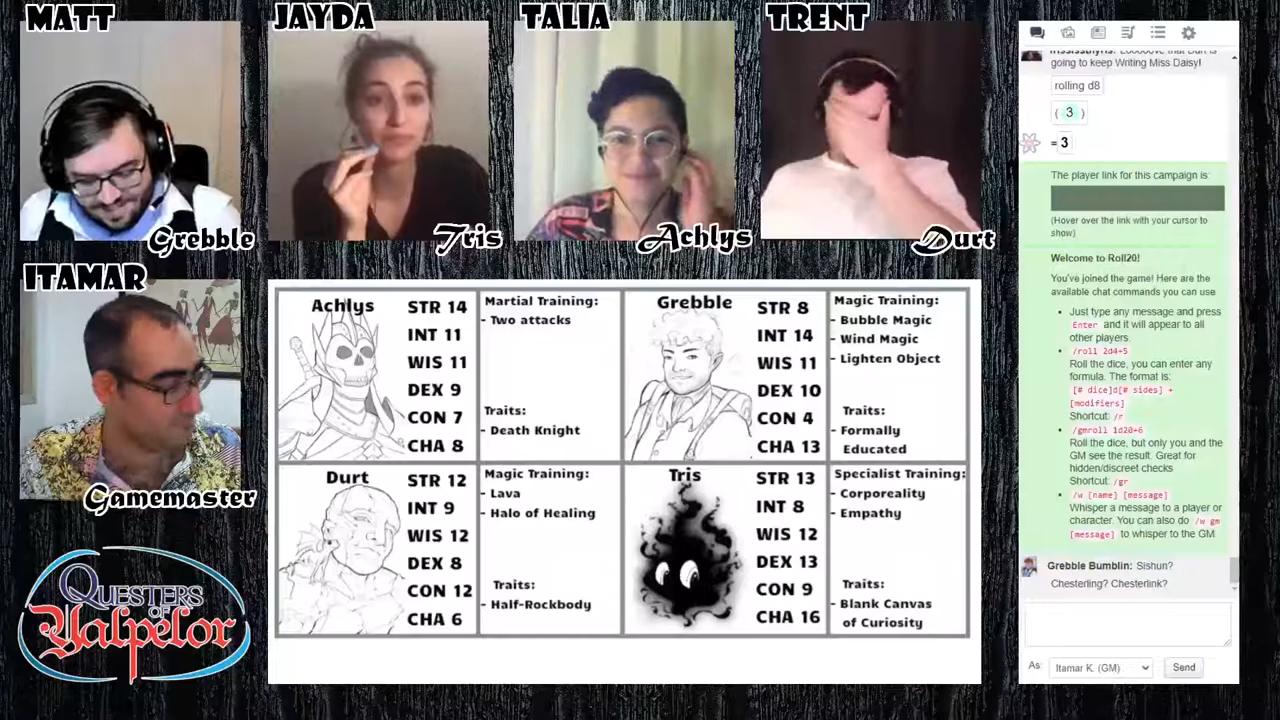 MATT
JAYDA
TALIA
TRENT
Grebble
Tris
Achlys
Durt
ITAMAR
Gamemaster
QUESTERS
OF
Yalpelor
Achlys
STR 14
INT 11
WIS 11
DEX 9
CON 7
CHA 8
Martial Training:
- Two attacks
Traits:
- Death Knight
Grebble
STR 8
INT 14
WIS 11
DEX 10
CON 4
CHA 13
Magic Training:
- Bubble Magic
- Wind Magic
- Lighten Object
Traits:
- Formally
Educated
Durt
STR 12
INT 9
WIS 12
DEX 8
CON 12
CHA 6
Magic Training:
- Lava
- Halo of Healing
Traits:
- Half-Rockbody
Tris
STR 13
INT 8
WIS 12
DEX 13
CON 9
CHA 16
Specialist Training:
- Corporeality
- Empathy
Traits:
- Blank Canvas
of Curiosity
that Durt is
going to keep Writing Miss Daisy!
rolling d8
( 3 )
= 3
The player link for this campaign is:
(Hover over the link with your cursor to
show)
Welcome to Roll20!
You've joined the game! Here are the
available chat commands you can use
• Just type any message and press
Enter and it will appear to all
other players.
• /roll 2d4+5
Roll the dice, you can enter any
formula. The format is:
[# dice]d[# sides] +
[modifiers]
Shortcut: /r
• /gmroll 1d20+6
Roll the dice, but only you and the
GM see the result. Great for
hidden/discreet checks
Shortcut: /gr
• /w [name] [message]
Whisper a message to a player or
character. You can also do /w gm
[message] to whisper to the GM
Grebble Bumblin: Sishun?
Chesterling? Chesterlink?
As: Itamar K. (GM) Send